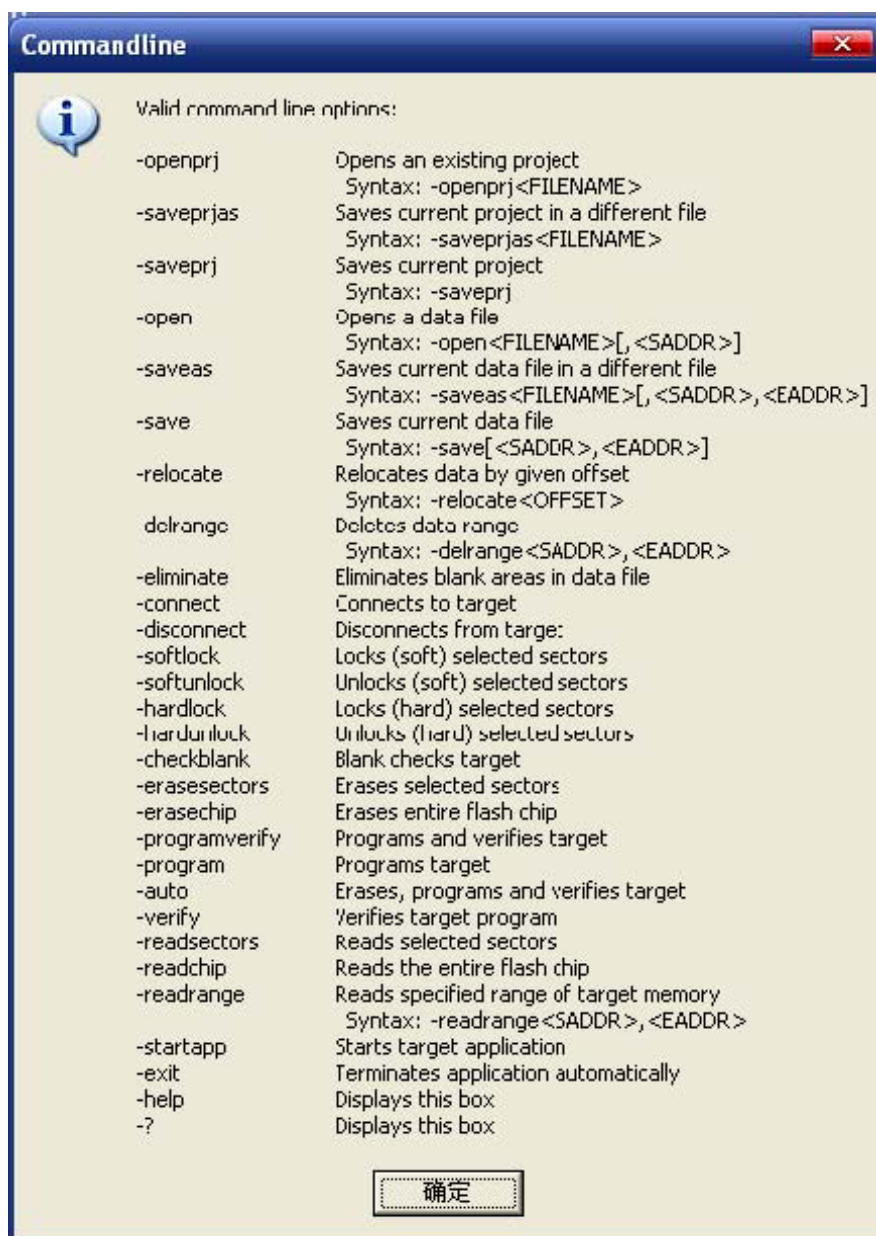 Commandline
Valid command line options:
-openprj Opens an existing project
Syntax: -openprj<FILENAME>
-saveprjas Saves current project in a different file
Syntax: -saveprjas<FILENAME>
-saveprj Saves current project
Syntax: -saveprj
-open Opens a data file
Syntax: -open<FILENAME>[,<SADDR>]
-saveas Saves current data file in a different file
Syntax: -saveas<FILENAME>[,<SADDR>,<EADDR>]
-save Saves current data file
Syntax: -save[<SADDR>,<EADDR>]
-relocate Relocates data by given offset
Syntax: -relocate<OFFSET>
-delrange Deletes data range
Syntax: -delrange<SADDR>,<EADDR>
-eliminate Eliminates blank areas in data file
-connect Connects to target
-disconnect Disconnects from target
-softlock Locks (soft) selected sectors
-softunlock Unlocks (soft) selected sectors
-hardlock Locks (hard) selected sectors
-hardunlock Unlocks (hard) selected sectors
-checkblank Blank checks target
-erasesectors Erases selected sectors
-erasechip Erases entire flash chip
-programverify Programs and verifies target
-program Programs target
-auto Erases, programs and verifies target
-verify Verifies target program
-readsectors Reads selected sectors
-readchip Reads the entire flash chip
-readrange Reads specified range of target memory
Syntax: -readrange<SADDR>,<EADDR>
-startapp Starts target application
-exit Terminates application automatically
-help Displays this box
-? Displays this box
确定